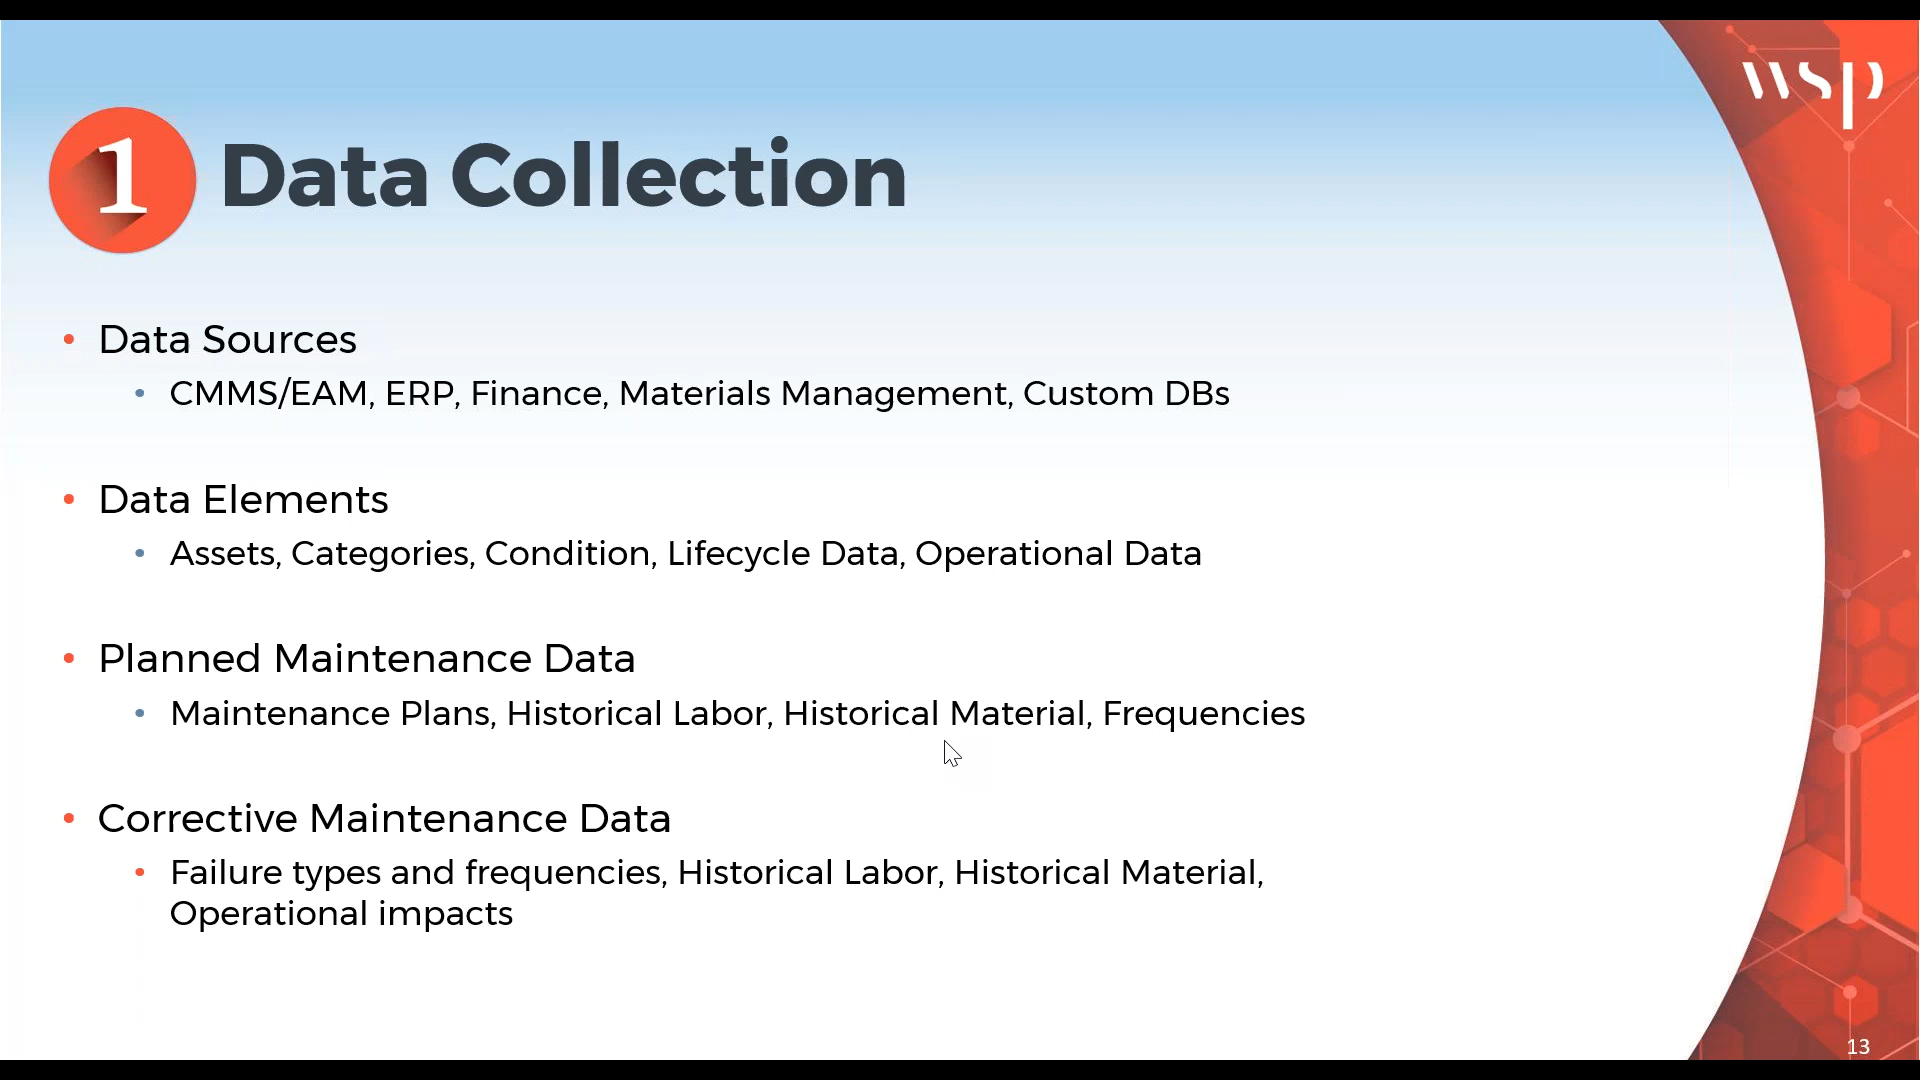 wsp
1 Data Collection
• Data Sources
• CMMS/EAM, ERP, Finance, Materials Management, Custom DBs
• Data Elements
• Assets, Categories, Condition, Lifecycle Data, Operational Data
• Planned Maintenance Data
• Maintenance Plans, Historical Labor, Historical Material, Frequencies
• Corrective Maintenance Data
• Failure types and frequencies, Historical Labor, Historical Material,
Operational impacts
13